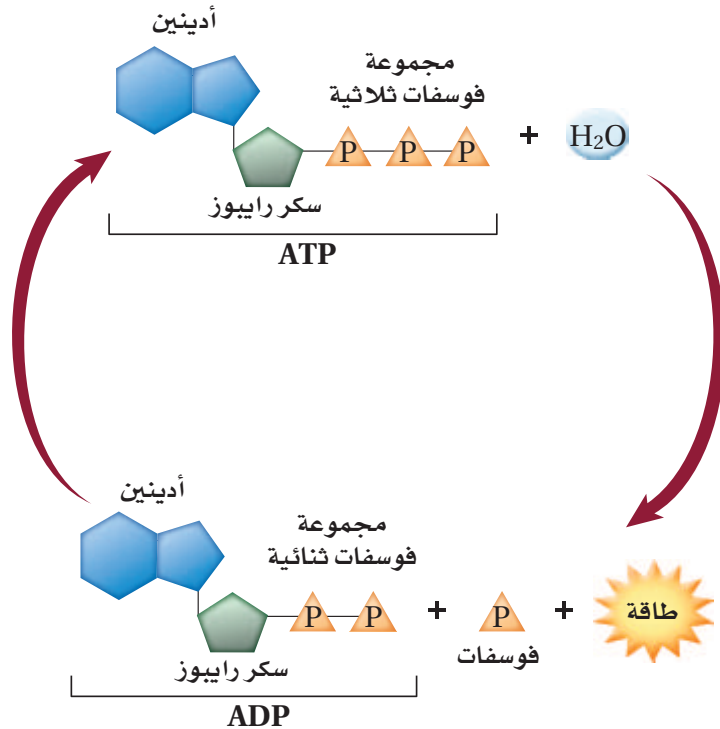 أدينين
مجموعة
فوسفات ثلاثية
P P P + H₂O
سكر رايبوز
ATP
أدينين
مجموعة
فوسفات ثنائية
P P + P + طاقة
فوسفات
سكر رايبوز
ADP